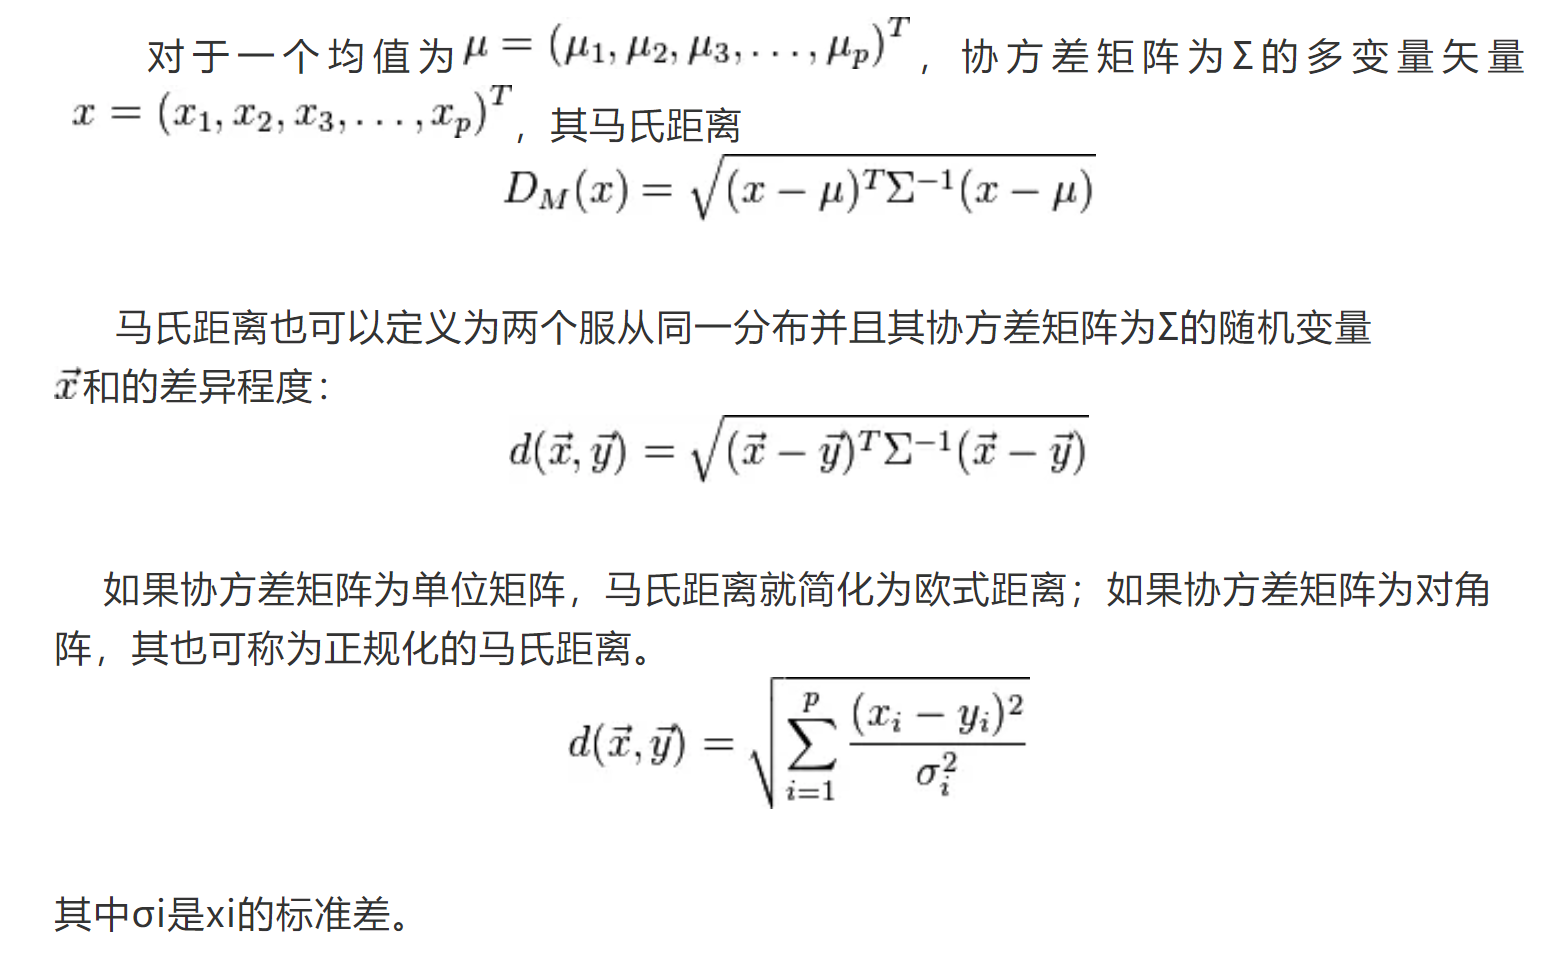 对于一个均值为 $\mu = (\mu_1, \mu_2, \mu_3, \ldots, \mu_p)^T$，协方差矩阵为Σ的多变量矢量
$x = (x_1, x_2, x_3, \ldots, x_p)^T$，其马氏距离
$D_M(x) = \sqrt{(x - \mu)^T \Sigma^{-1} (x - \mu)}$
马氏距离也可以定义为两个服从同一分布并且其协方差矩阵为Σ的随机变量
$\vec{x}$和的差异程度：
$d(\vec{x}, \vec{y}) = \sqrt{(\vec{x} - \vec{y})^T \Sigma^{-1} (\vec{x} - \vec{y})}$
如果协方差矩阵为单位矩阵，马氏距离就简化为欧式距离；如果协方差矩阵为对角
阵，其也可称为正规化的马氏距离。
$d(\vec{x}, \vec{y}) = \sqrt{\sum_{i=1}^{p} \frac{(x_i - y_i)^2}{\sigma_i^2}}$
其中σi是xi的标准差。